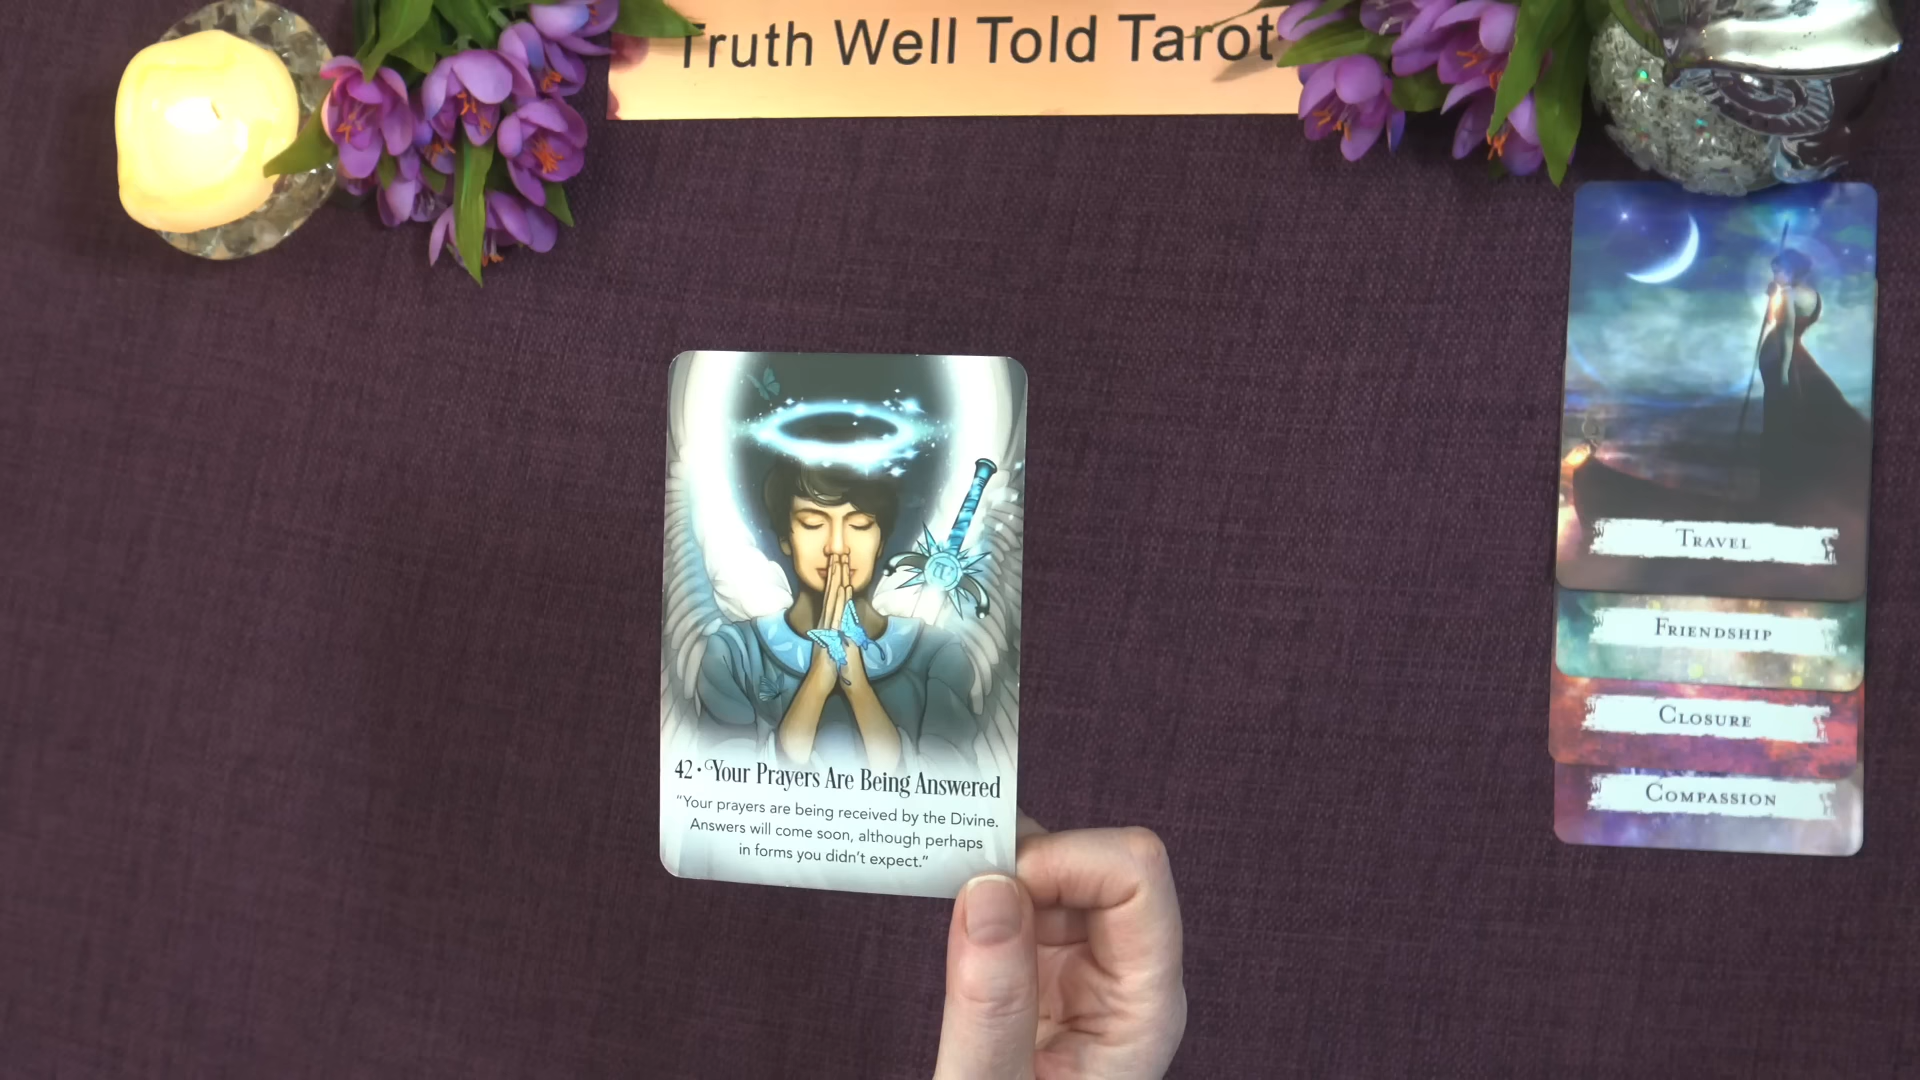 Truth Well Told Tarot
42 • Your Prayers Are Being Answered
“Your prayers are being received by the Divine.
Answers will come soon, although perhaps
in forms you didn’t expect.”
TRAVEL
FRIENDSHIP
CLOSURE
COMPASSION